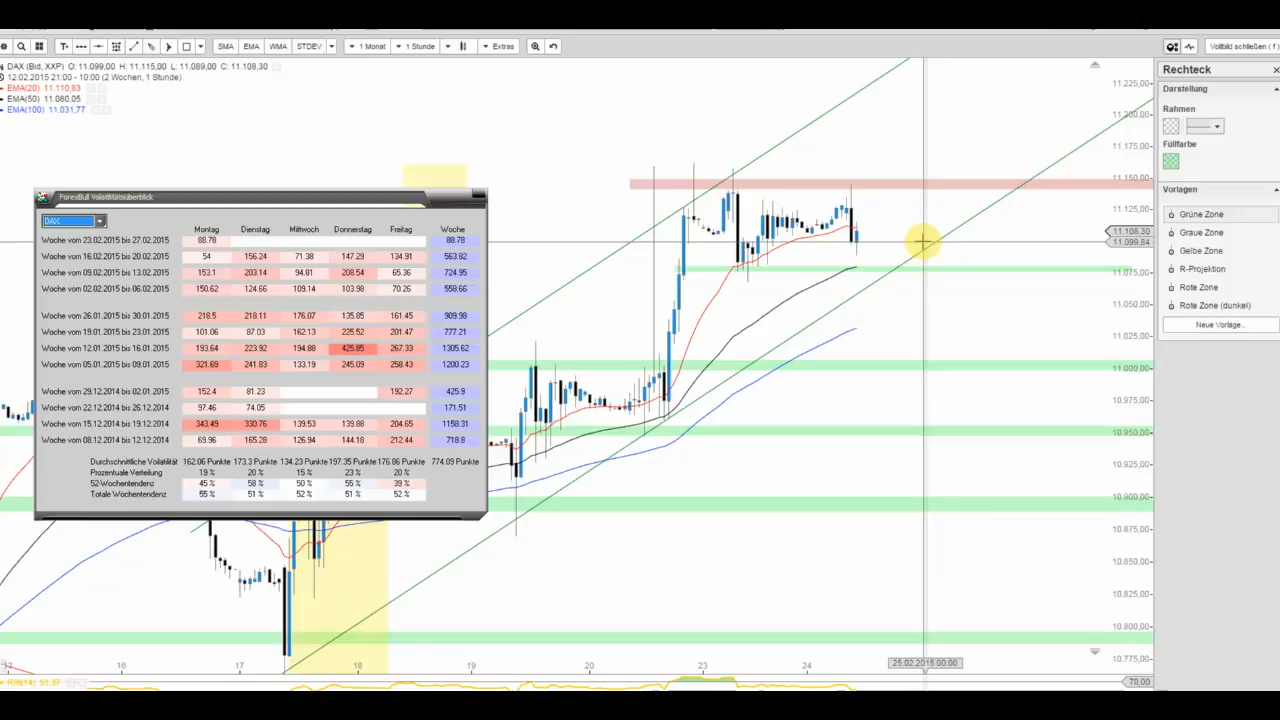 SMA EMA WMA STDEV 1 Monat 1 Stunde Extras Vollbild schließen ( f )
DAX (Bid, XXP) O: 11.099,00 H: 11.115,00 L: 11.089,00 C: 11.108,30
12.02.2015 21:00 - 10:00 (2 Wochen, 1 Stunde)
EMA(20) 11.110,83
EMA(50) 11.080,05
EMA(100) 11.031,77
ForexBull Volatilitätsüberblick
DAX
Montag Dienstag Mittwoch Donnerstag Freitag Woche
Woche vom 23.02.2015 bis 27.02.2015 88.78 88.78
Woche vom 16.02.2015 bis 20.02.2015 54 156.24 71.38 147.29 134.91 563.82
Woche vom 09.02.2015 bis 13.02.2015 153.1 203.14 94.81 208.54 65.36 724.95
Woche vom 02.02.2015 bis 06.02.2015 150.62 124.66 109.14 103.98 70.26 558.66
Woche vom 26.01.2015 bis 30.01.2015 218.5 218.11 176.07 135.85 161.45 909.98
Woche vom 19.01.2015 bis 23.01.2015 101.06 87.03 162.13 225.52 201.47 777.21
Woche vom 12.01.2015 bis 16.01.2015 193.64 223.92 194.88 425.85 267.33 1305.62
Woche vom 05.01.2015 bis 09.01.2015 321.69 241.83 133.19 245.09 258.43 1200.23
Woche vom 29.12.2014 bis 02.01.2015 152.4 81.23 192.27 425.9
Woche vom 22.12.2014 bis 26.12.2014 97.46 74.05 171.51
Woche vom 15.12.2014 bis 19.12.2014 343.49 330.76 139.53 139.88 204.65 1158.31
Woche vom 08.12.2014 bis 12.12.2014 69.96 165.28 126.94 144.18 212.44 718.8
Durchschnittliche Volatilität 162.06 Punkte 173.3 Punkte 134.23 Punkte 197.35 Punkte 176.86 Punkte 774.09 Punkte
Prozentuale Verteilung 19 % 20 % 15 % 23 % 20 %
52-Wochentendenz 45 % 58 % 50 % 55 % 39 %
Totale Wochentendenz 55 % 51 % 52 % 51 % 52 %
11.225,00
11.200,00
11.175,00
11.150,00
11.125,00
11.108,30
11.099,84
11.075,00
11.050,00
11.025,00
11.000,00
10.975,00
10.950,00
10.925,00
10.900,00
10.875,00
10.850,00
10.825,00
10.800,00
10.775,00
13 16 17 18 19 20 23 24 25.02.2015 00:00
RSI(14) 51,37
70.00
Rechteck
Darstellung
Rahmen
Füllfarbe
Vorlagen
Grüne Zone
Graue Zone
Gelbe Zone
R-Projektion
Rote Zone
Rote Zone (dunkel)
Neue Vorlage...